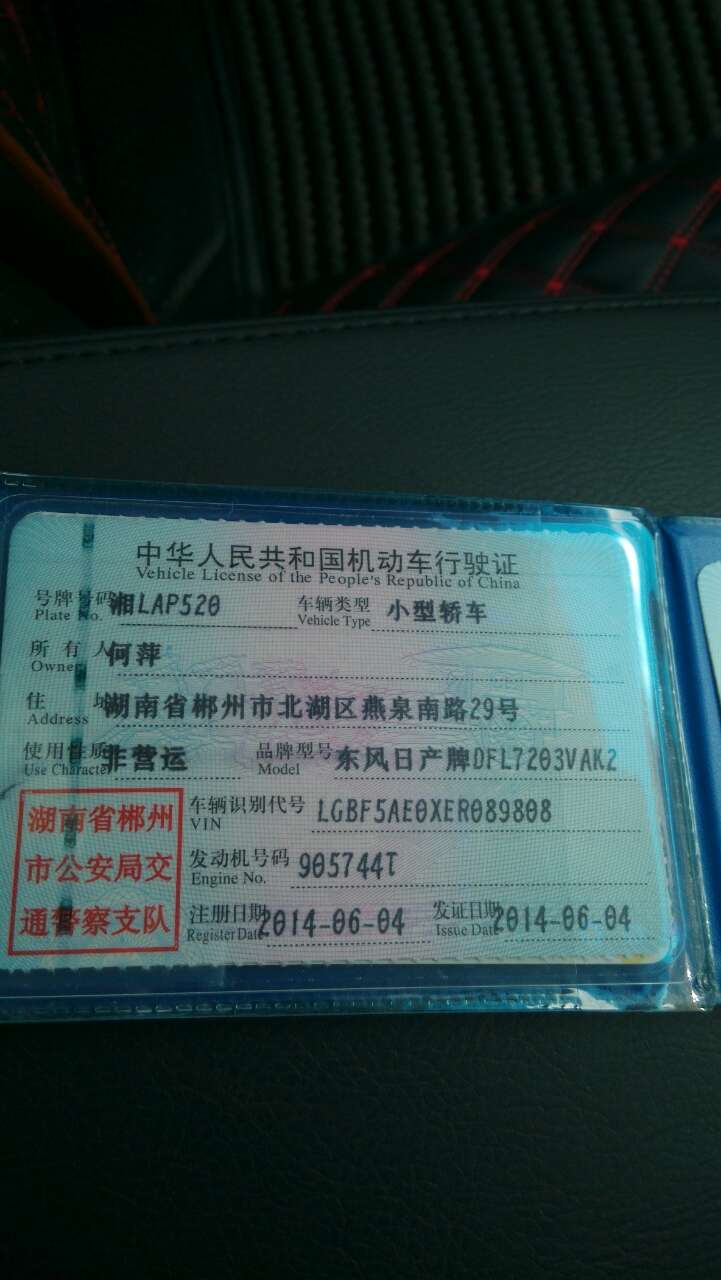 中华人民共和国机动车行驶证
Vehicle License of the People's Republic of China
号牌号码 湘LAP520 车辆类型 小型轿车
Plate No. Vehicle Type
所有人 何萍
Owner
住址 湖南省郴州市北湖区燕泉南路29号
Address
使用性质 非营运 品牌型号 东风日产牌DFL7203VAK2
Use Character Model
湖南省郴州
市公安局交
通警察支队
车辆识别代号 LGBF5AE0XER089808
VIN
发动机号码 905744T
Engine No.
注册日期 2014-06-04 发证日期 2014-06-04
Register Date Issue Date